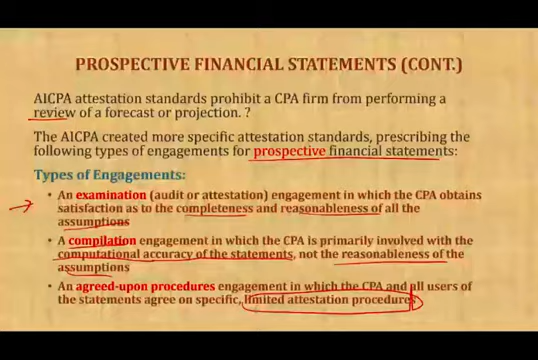 PROSPECTIVE FINANCIAL STATEMENTS (CONT.)
AICPA attestation standards prohibit a CPA firm from performing a
review of a forecast or projection. ?
The AICPA created more specific attestation standards, prescribing the
following types of engagements for prospective financial statements:
Types of Engagements:
• An examination (audit or attestation) engagement in which the CPA obtains
satisfaction as to the completeness and reasonableness of all the
assumptions
• A compilation engagement in which the CPA is primarily involved with the
computational accuracy of the statements, not the reasonableness of the
assumptions
• An agreed-upon procedures engagement in which the CPA and all users of
the statements agree on specific, limited attestation procedures